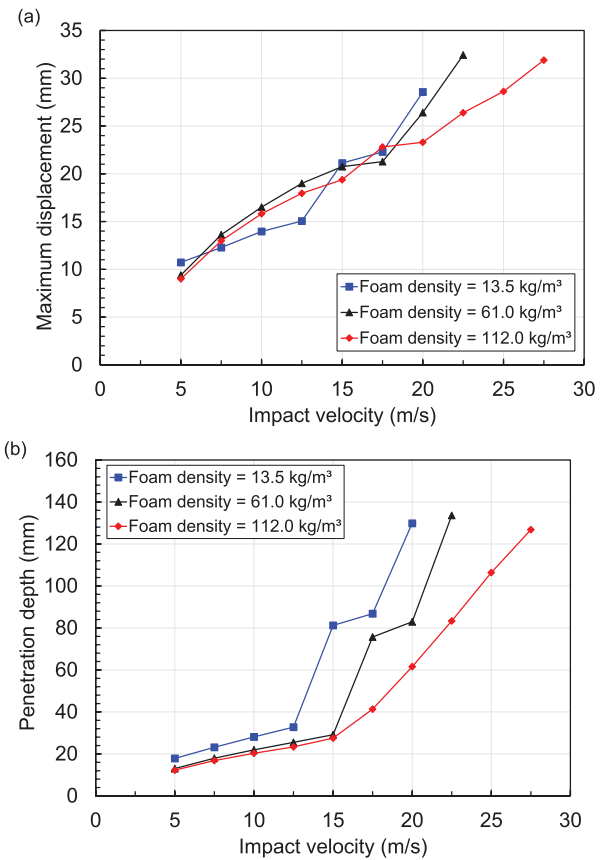 (a)
35
30
25
20
15
10
5
0
Maximum displacement (mm)
Foam density = 13.5 kg/m³
Foam density = 61.0 kg/m³
Foam density = 112.0 kg/m³
0 5 10 15 20 25 30
Impact velocity (m/s)
(b)
160
140
120
100
80
60
40
20
0
Penetration depth (mm)
Foam density = 13.5 kg/m³
Foam density = 61.0 kg/m³
Foam density = 112.0 kg/m³
0 5 10 15 20 25 30
Impact velocity (m/s)